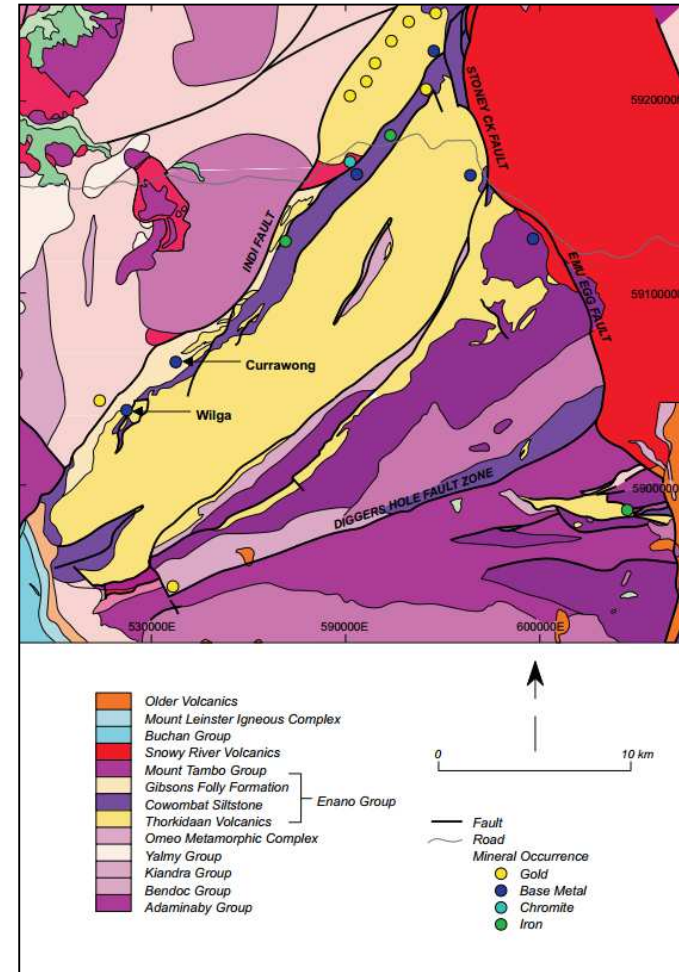 STONEY CK FAULT
5920000N
INDI FAULT
EMU EGG FAULT
5910000N
Currawong
Wilga
DIGGERS HOLE FAULT ZONE
5900000N
530000E 590000E 600000E
Older Volcanics
Mount Leinster Igneous Complex
Buchan Group
Snowy River Volcanics
Mount Tambo Group
Gibsons Folly Formation
Cowombat Siltstone
Enano Group
Thorkidaan Volcanics
Omeo Metamorphic Complex
Yalmy Group
Kiandra Group
Bendoc Group
Adaminaby Group
0 10 km
Fault
Road
Mineral Occurrence
Gold
Base Metal
Chromite
Iron